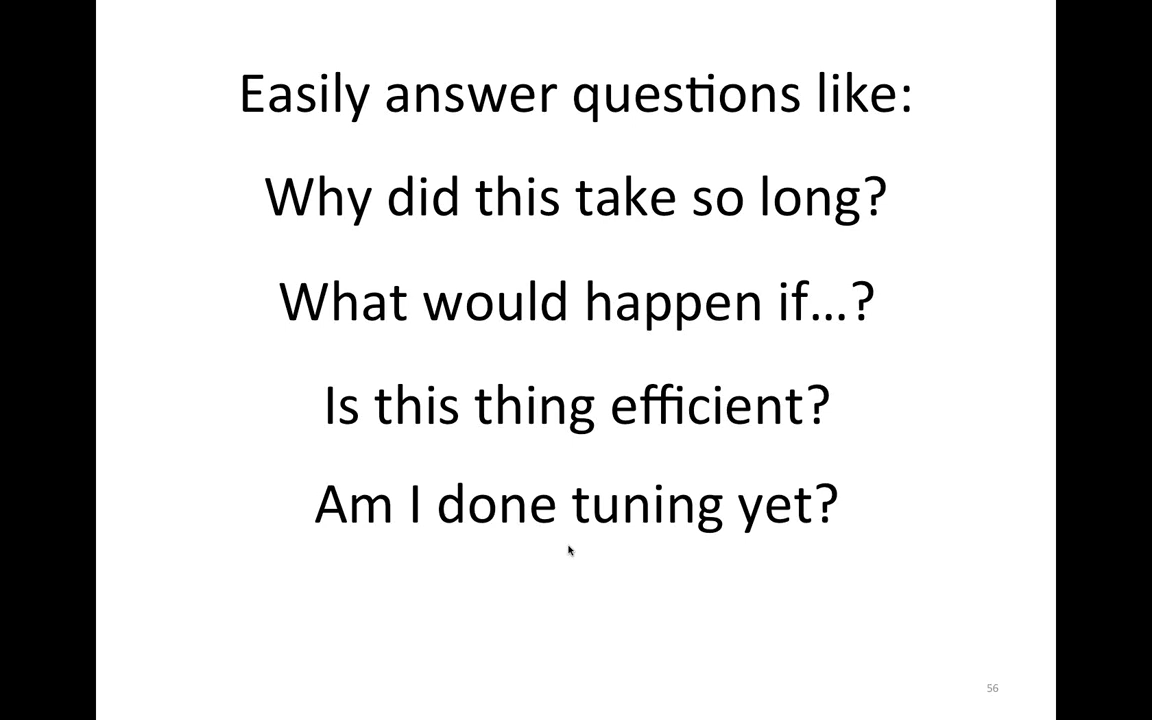 Easily answer questions like:
Why did this take so long?
What would happen if…?
Is this thing efficient?
Am I done tuning yet?
56